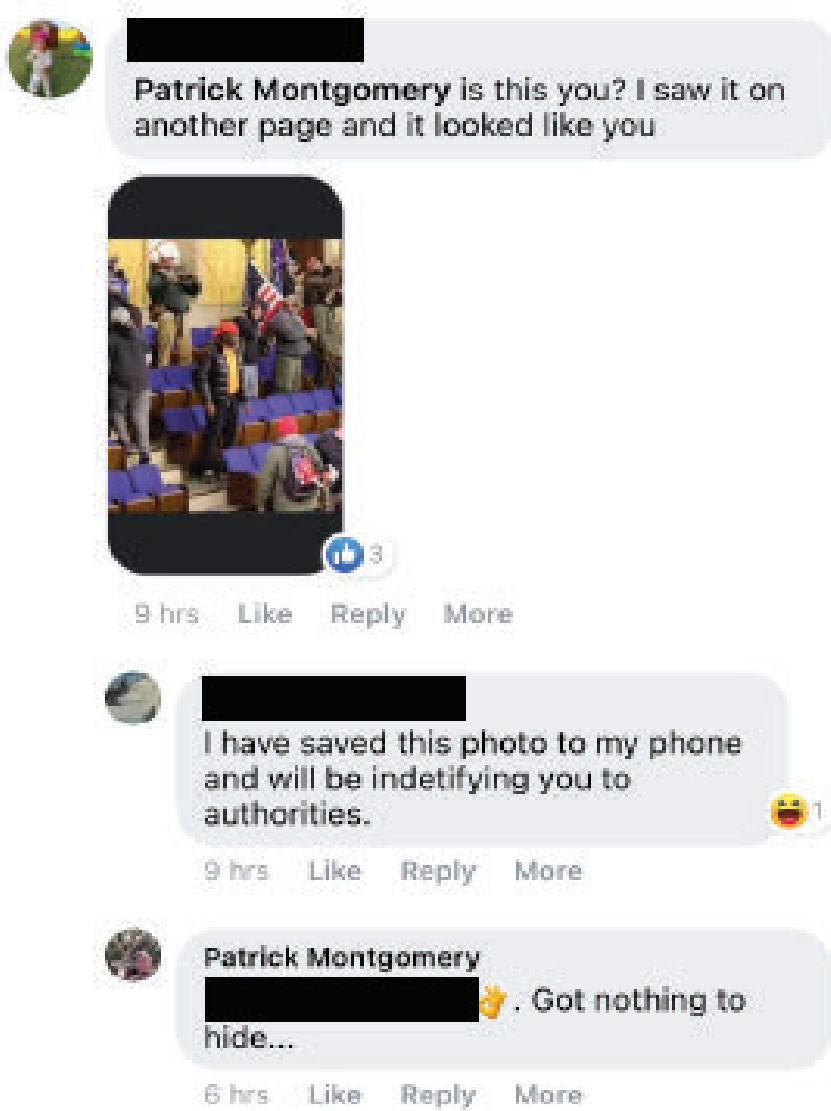 Patrick Montgomery is this you? I saw it on
another page and it looked like you
3
9 hrs Like Reply More
I have saved this photo to my phone
and will be indetifying you to
authorities.
1
9 hrs Like Reply More
Patrick Montgomery
👌. Got nothing to
hide...
6 hrs Like Reply More